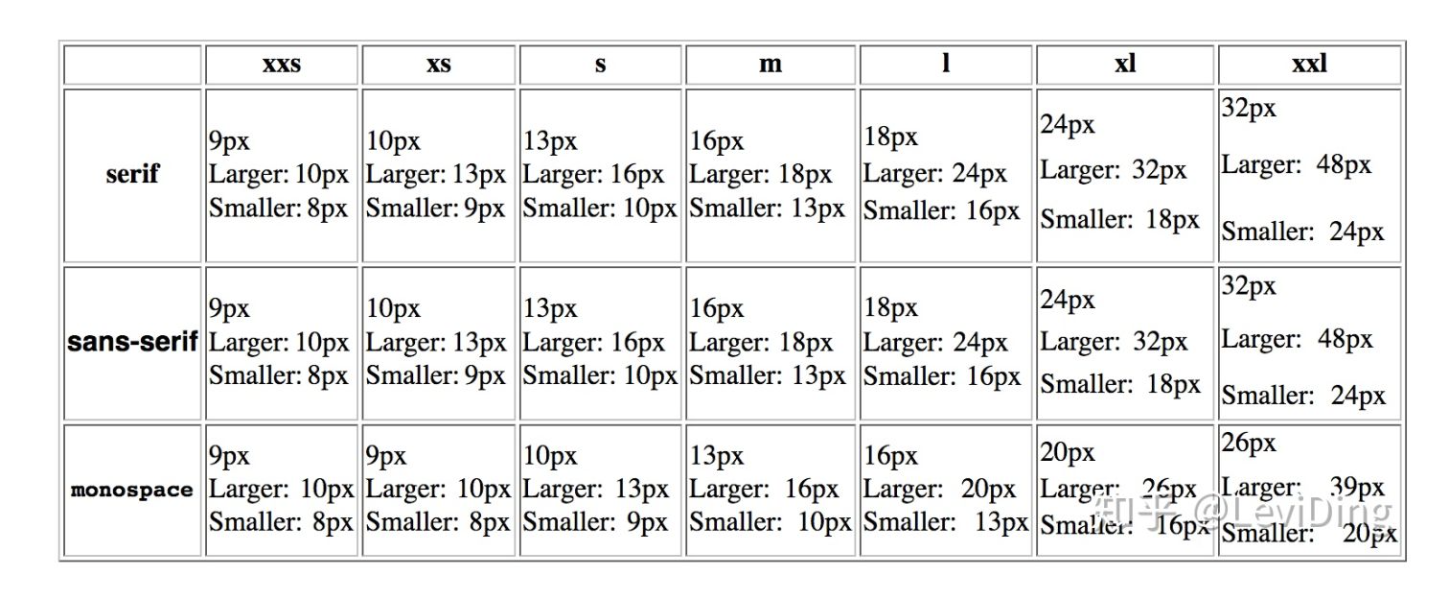 xxs xs s m l xl xxl
serif
9px
Larger: 10px
Smaller: 8px
10px
Larger: 13px
Smaller: 9px
13px
Larger: 16px
Smaller: 10px
16px
Larger: 18px
Smaller: 13px
18px
Larger: 24px
Smaller: 16px
24px
Larger: 32px
Smaller: 18px
32px
Larger: 48px
Smaller: 24px
sans-serif
9px
Larger: 10px
Smaller: 8px
10px
Larger: 13px
Smaller: 9px
13px
Larger: 16px
Smaller: 10px
16px
Larger: 18px
Smaller: 13px
18px
Larger: 24px
Smaller: 16px
24px
Larger: 32px
Smaller: 18px
32px
Larger: 48px
Smaller: 24px
monospace
9px
Larger: 10px
Smaller: 8px
9px
Larger: 10px
Smaller: 8px
10px
Larger: 13px
Smaller: 9px
13px
Larger: 16px
Smaller: 10px
16px
Larger: 20px
Smaller: 13px
20px
Larger: 26px
Smaller: 16px
26px
Larger: 39px
Smaller: 20px
知乎 @LeviDing